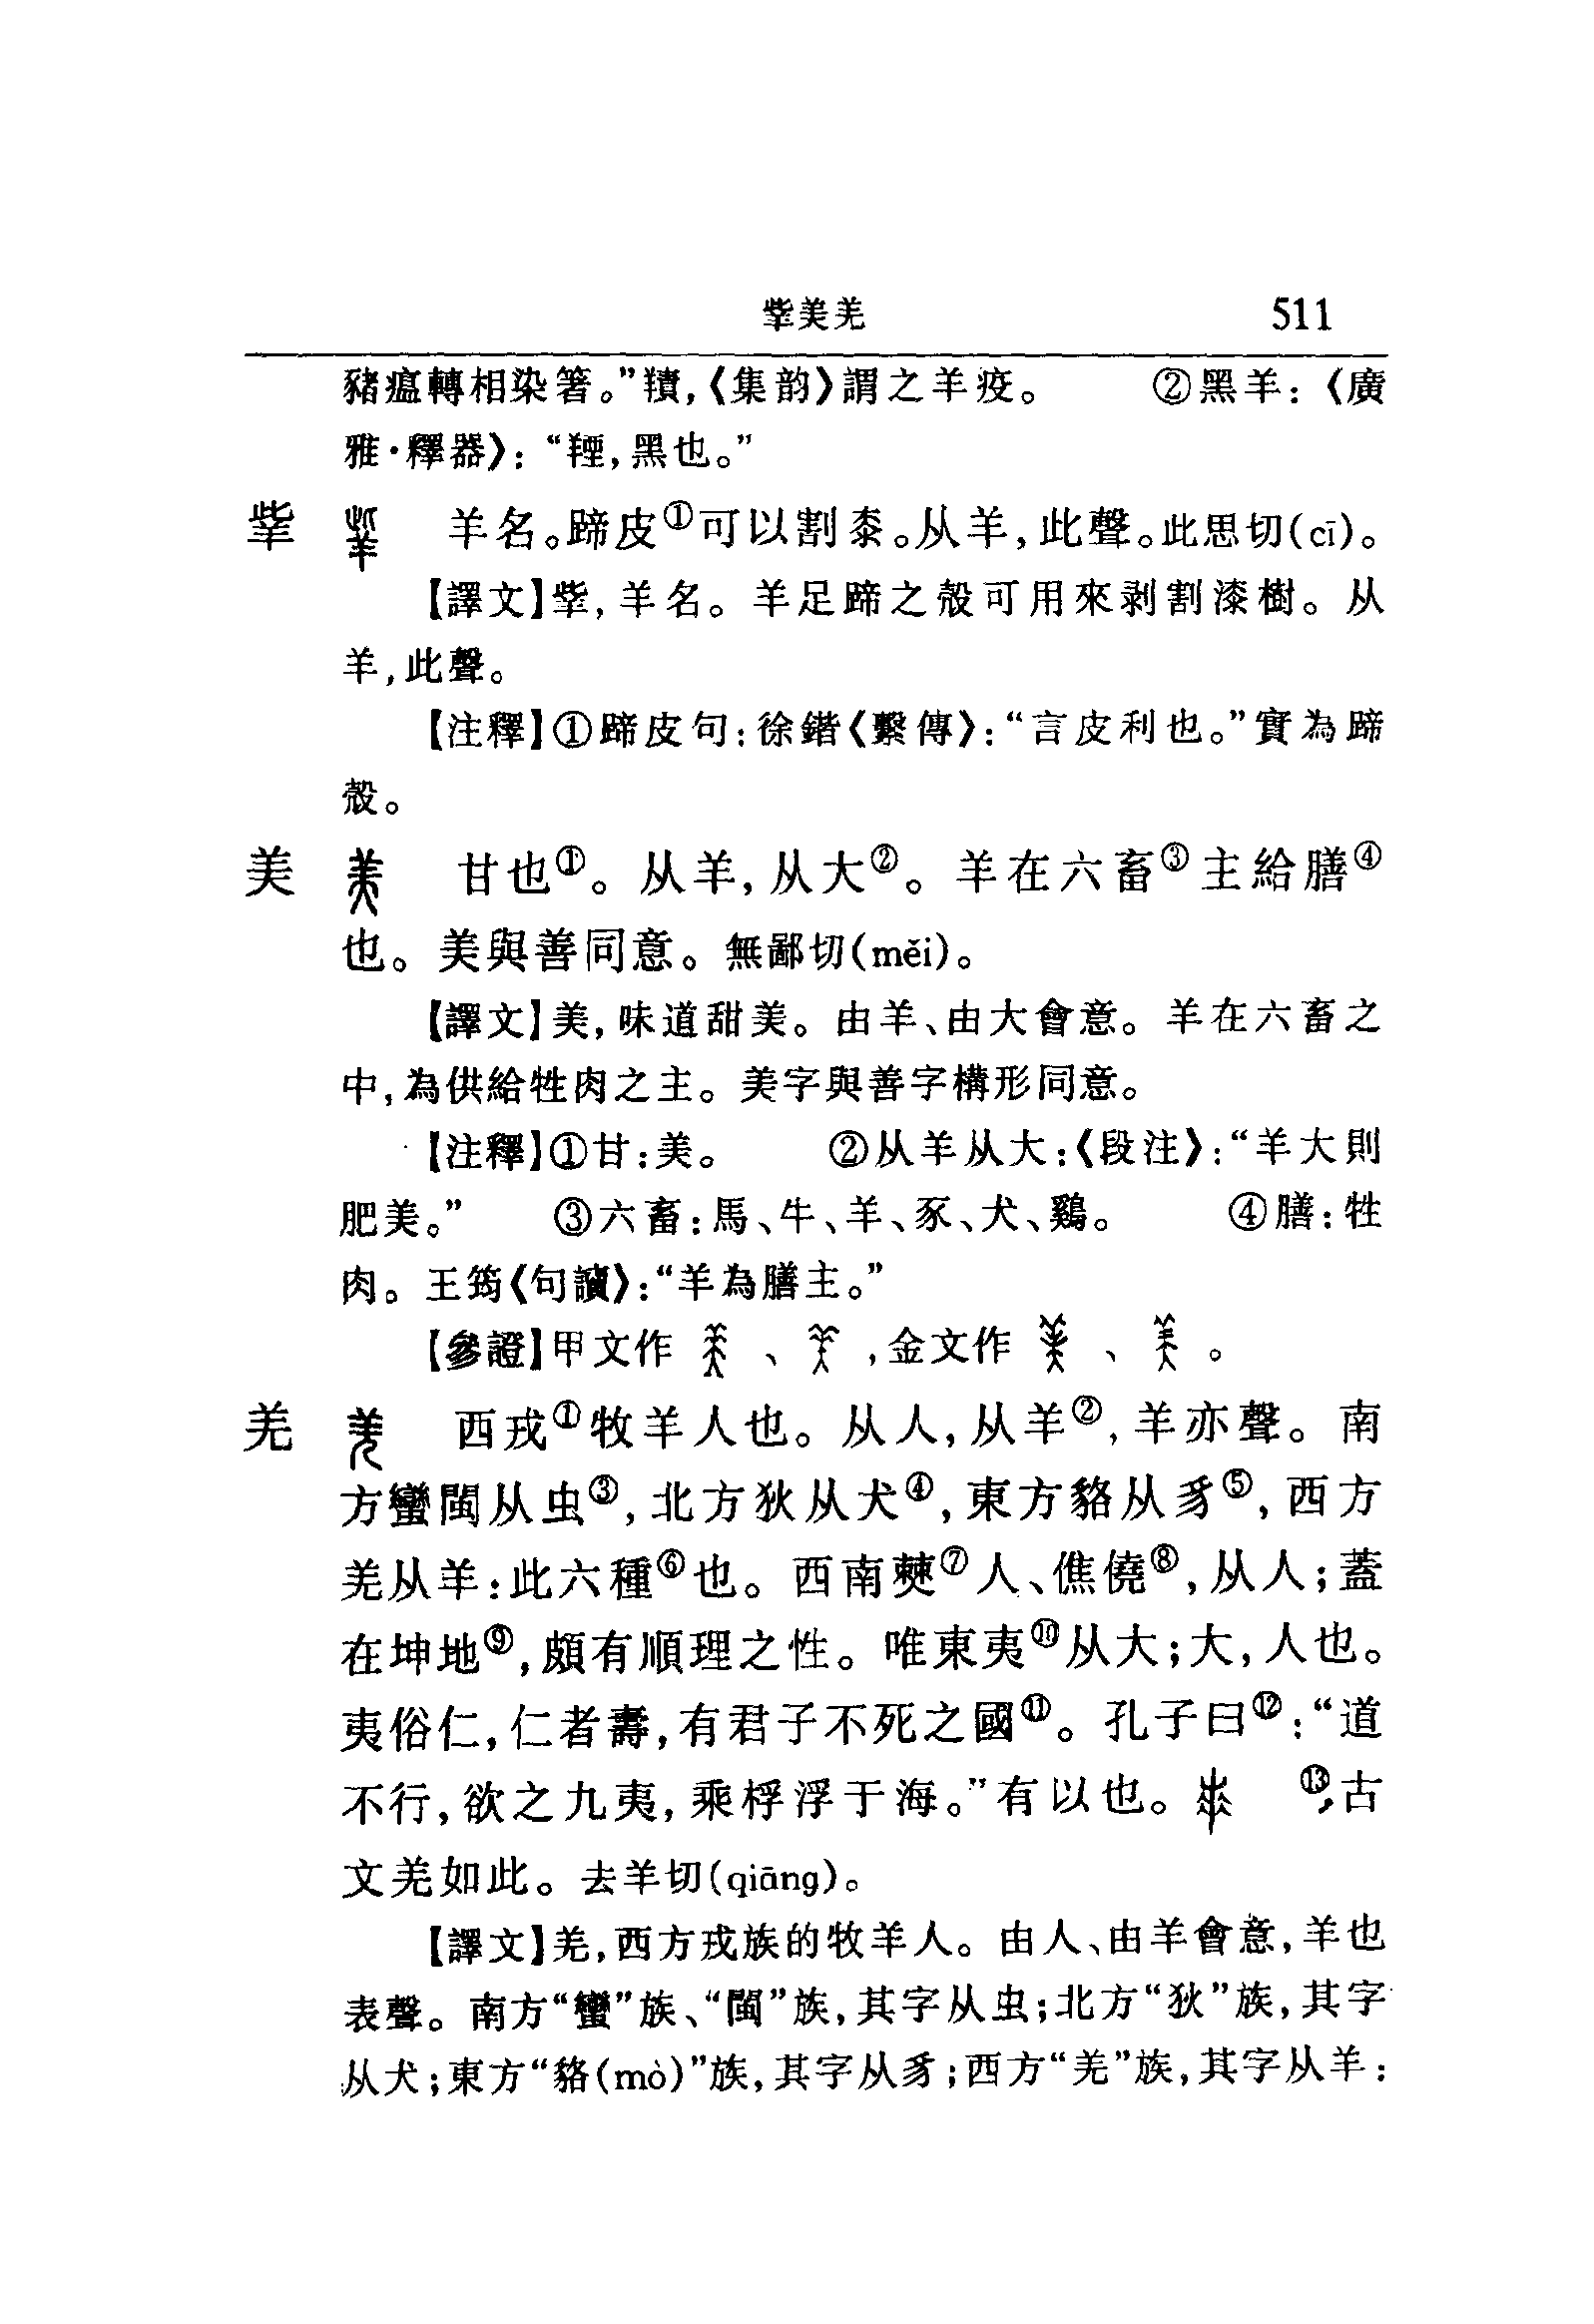 羍美羌 511
豬瘟轉相染箸。”羵,《集韵》謂之羊疫。 ②黑羊:《廣
雅·釋器》:“羥,黑也。”
羊名。蹄皮①可以割桼。从羊,此聲。此思切(cī)。
【譯文】羊名。羊足蹄之殼可用來剥割漆樹。从
羊,此聲。
【注釋】①蹄皮句:徐鍇《繫傳》:“言皮利也。”實為蹄
殼。
美 甘也①。从羊,从大②。羊在六畜③主給膳④
也。美與善同意。無鄙切(měi)。
【譯文】美,味道甜美。由羊、由大會意。羊在六畜之
中,為供給牲肉之主。美字與善字構形同意。
【注釋】①甘:美。 ②从羊从大:《段注》:“羊大則
肥美。” ③六畜:馬、牛、羊、豕、犬、鷄。 ④膳:牲
肉。王筠《句讀》:“羊為膳主。”
【參證】甲文作 、 ,金文作 、 。
羌 西戎①牧羊人也。从人,从羊②,羊亦聲。南
方蠻閩从虫③,北方狄从犬④,東方貉从豸⑤,西方
羌从羊:此六種⑥也。西南僰⑦人、僬僥⑧,从人;蓋
在坤地⑨,頗有順理之性。唯東夷⑩从大;大,人也。
夷俗仁,仁者壽,有君子不死之國⑪。孔子曰⑫:“道
不行,欲之九夷,乘桴浮于海。”有以也。 ⑬,古
文羌如此。去羊切(qiāng)。
【譯文】羌,西方戎族的牧羊人。由人、由羊會意,羊也
表聲。南方“蠻”族、“閩”族,其字从虫;北方“狄”族,其字
从犬;東方“貉(mò)”族,其字从豸;西方“羌”族,其字从羊: